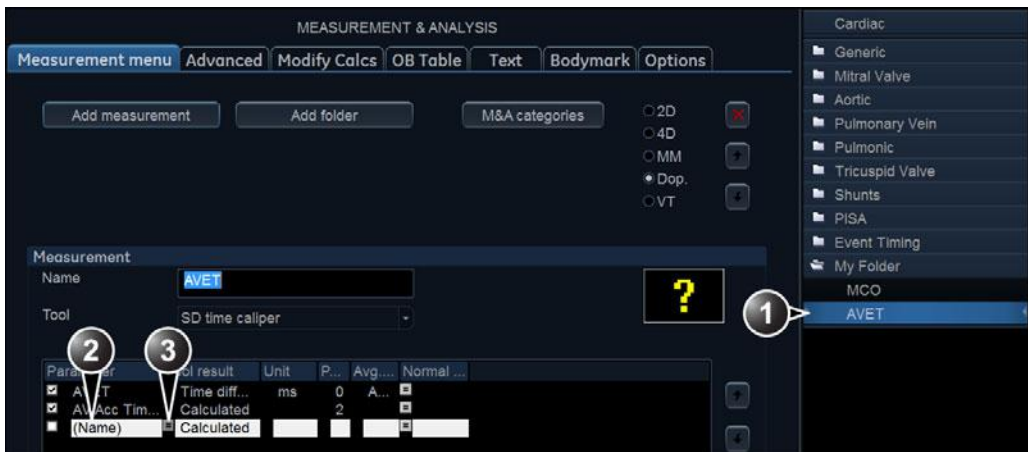 MEASUREMENT & ANALYSIS
Measurement menu Advanced Modify Calcs OB Table Text Bodymark Options
Add measurement Add folder M&A categories
2D
4D
MM
Dop.
VT
Measurement
Name AVET
Tool SD time caliper
?
2 3
Unit P... Avg.... Normal ...
Time diff... ms 0 A...
Acc Tim... Calculated 2
(Name) Calculated
Cardiac
Generic
Mitral Valve
Aortic
Pulmonary Vein
Pulmonic
Tricuspid Valve
Shunts
PISA
Event Timing
My Folder
MCO
1 AVET